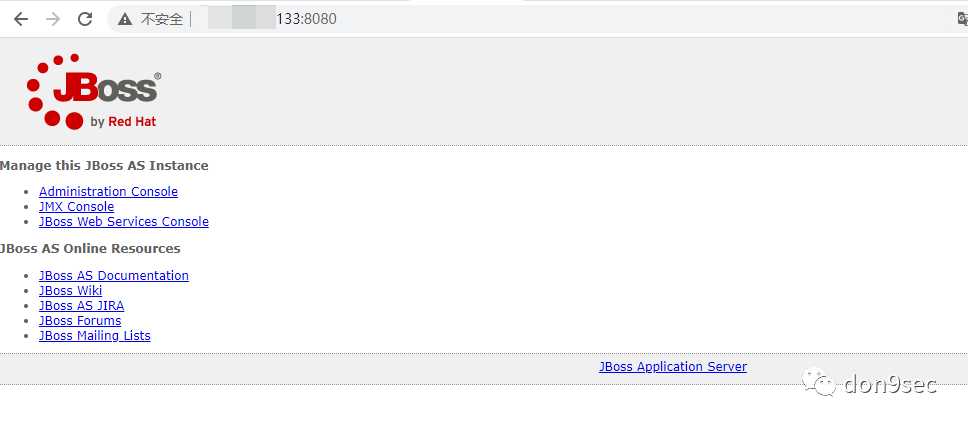 不安全 | 133:8080
JBoss®
by Red Hat
Manage this JBoss AS Instance
Administration Console
JMX Console
JBoss Web Services Console
JBoss AS Online Resources
JBoss AS Documentation
JBoss Wiki
JBoss AS JIRA
JBoss Forums
JBoss Mailing Lists
JBoss Application Server
don9sec